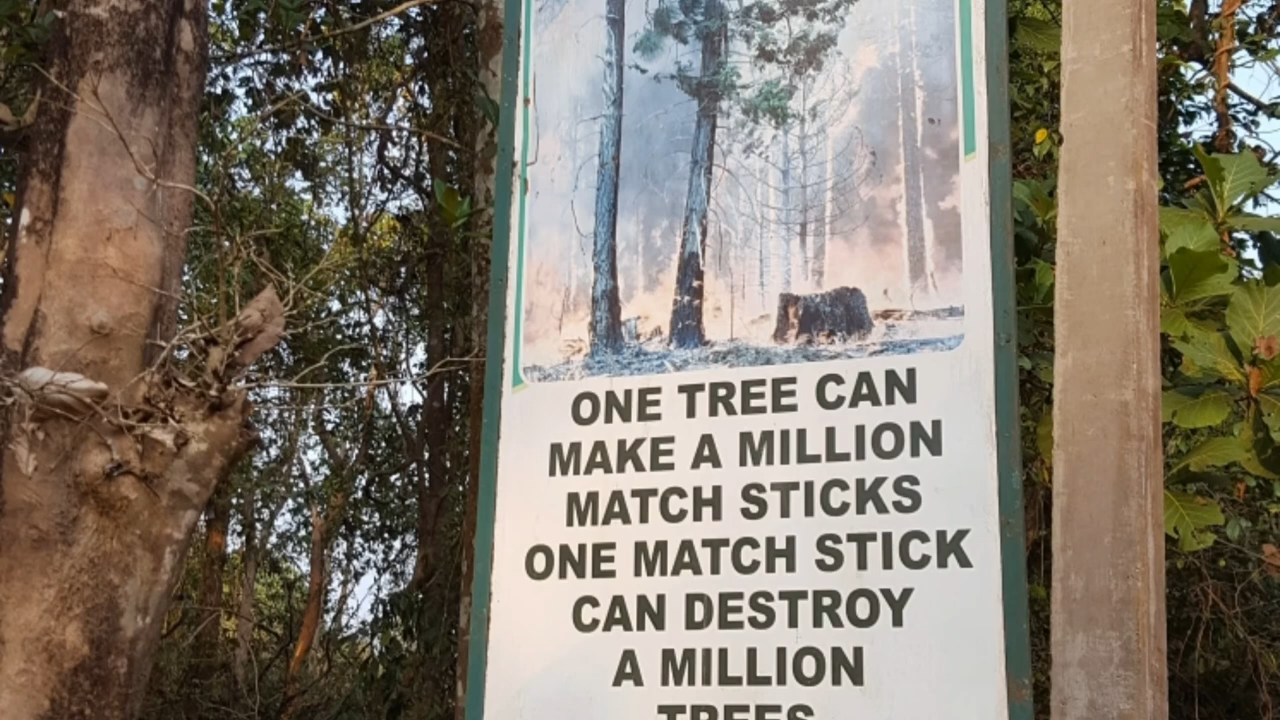 ONE TREE CAN
MAKE A MILLION
MATCH STICKS
ONE MATCH STICK
CAN DESTROY
A MILLION
TREES